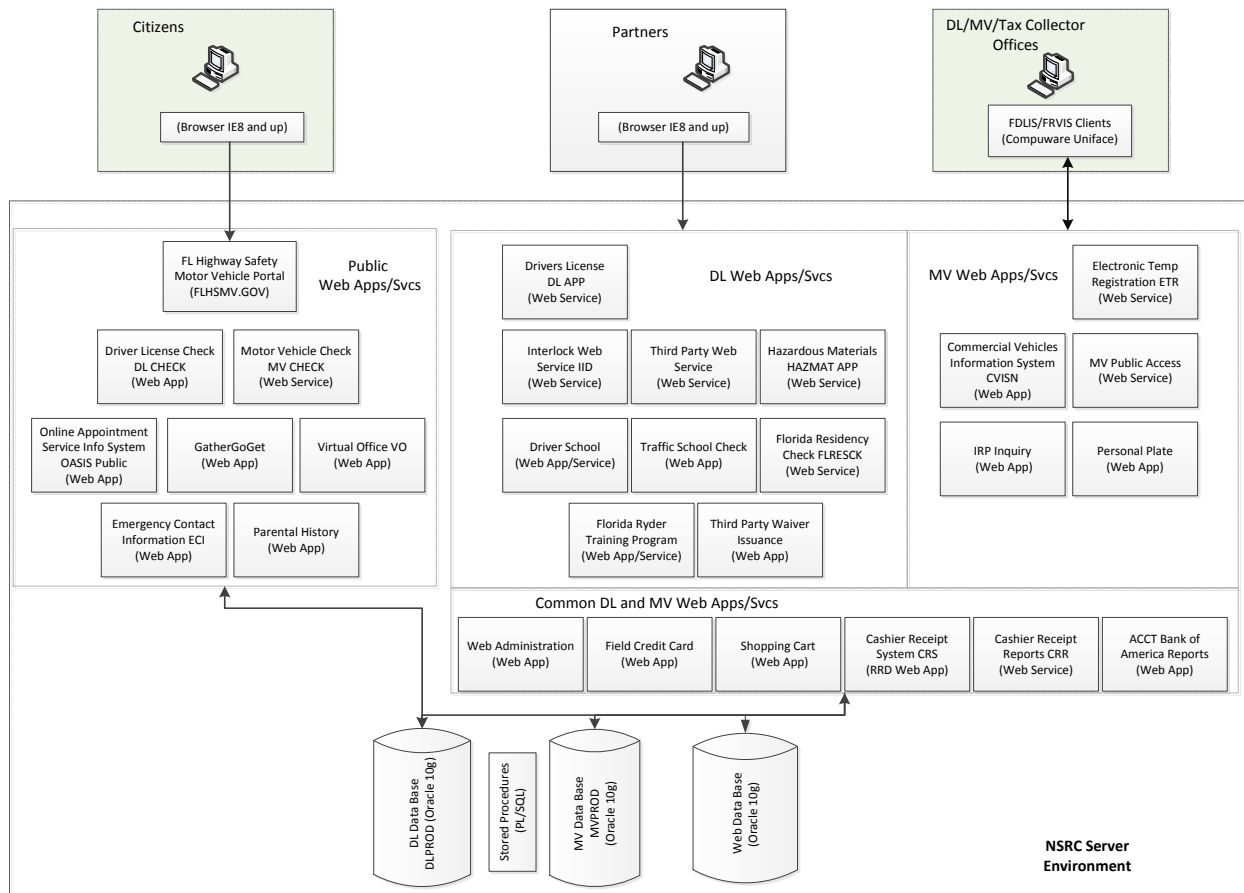 Citizens
(Browser IE8 and up)
Partners
(Browser IE8 and up)
DL/MV/Tax Collector
Offices
FDLIS/FRVIS Clients
(Compuware Uniface)
FL Highway Safety
Motor Vehicle Portal
(FLHSMV.GOV)
Public
Web Apps/Svcs
Driver License Check
DL CHECK
(Web App)
Motor Vehicle Check
MV CHECK
(Web Service)
Online Appointment
Service Info System
OASIS Public
(Web App)
GatherGoGet
(Web App)
Virtual Office VO
(Web App)
Emergency Contact
Information ECI
(Web App)
Parental History
(Web App)
Drivers License
DL APP
(Web Service)
DL Web Apps/Svcs
Interlock Web
Service IID
(Web Service)
Third Party Web
Service
(Web Service)
Hazardous Materials
HAZMAT APP
(Web Service)
Driver School
(Web App/Service)
Traffic School Check
(Web App)
Florida Residency
Check FLRESCK
(Web Service)
Florida Ryder
Training Program
(Web App/Service)
Third Party Waiver
Issuance
(Web App)
MV Web Apps/Svcs
Electronic Temp
Registration ETR
(Web Service)
Commercial Vehicles
Information System
CVISN
(Web App)
MV Public Access
(Web Service)
IRP Inquiry
(Web App)
Personal Plate
(Web App)
Common DL and MV Web Apps/Svcs
Web Administration
(Web App)
Field Credit Card
(Web App)
Shopping Cart
(Web App)
Cashier Receipt
System CRS
(RRD Web App)
Cashier Receipt
Reports CRR
(Web Service)
ACCT Bank of
America Reports
(Web App)
DL Data Base
DLPROD (Oracle 10g)
Stored Procedures
(PL/SQL)
MV Data Base
MVPROD
(Oracle 10g)
Web Data Base
(Oracle 10g)
NSRC Server
Environment